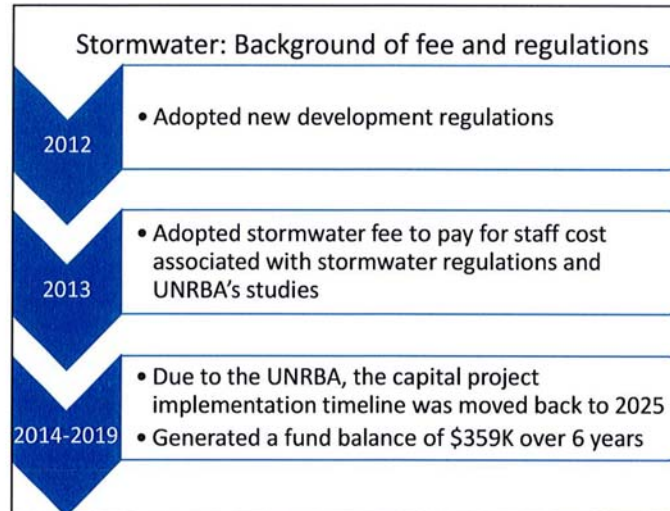 Stormwater: Background of fee and regulations
2012
• Adopted new development regulations
2013
• Adopted stormwater fee to pay for staff cost
associated with stormwater regulations and
UNRBA's studies
2014-2019
• Due to the UNRBA, the capital project
implementation timeline was moved back to 2025
• Generated a fund balance of $359K over 6 years